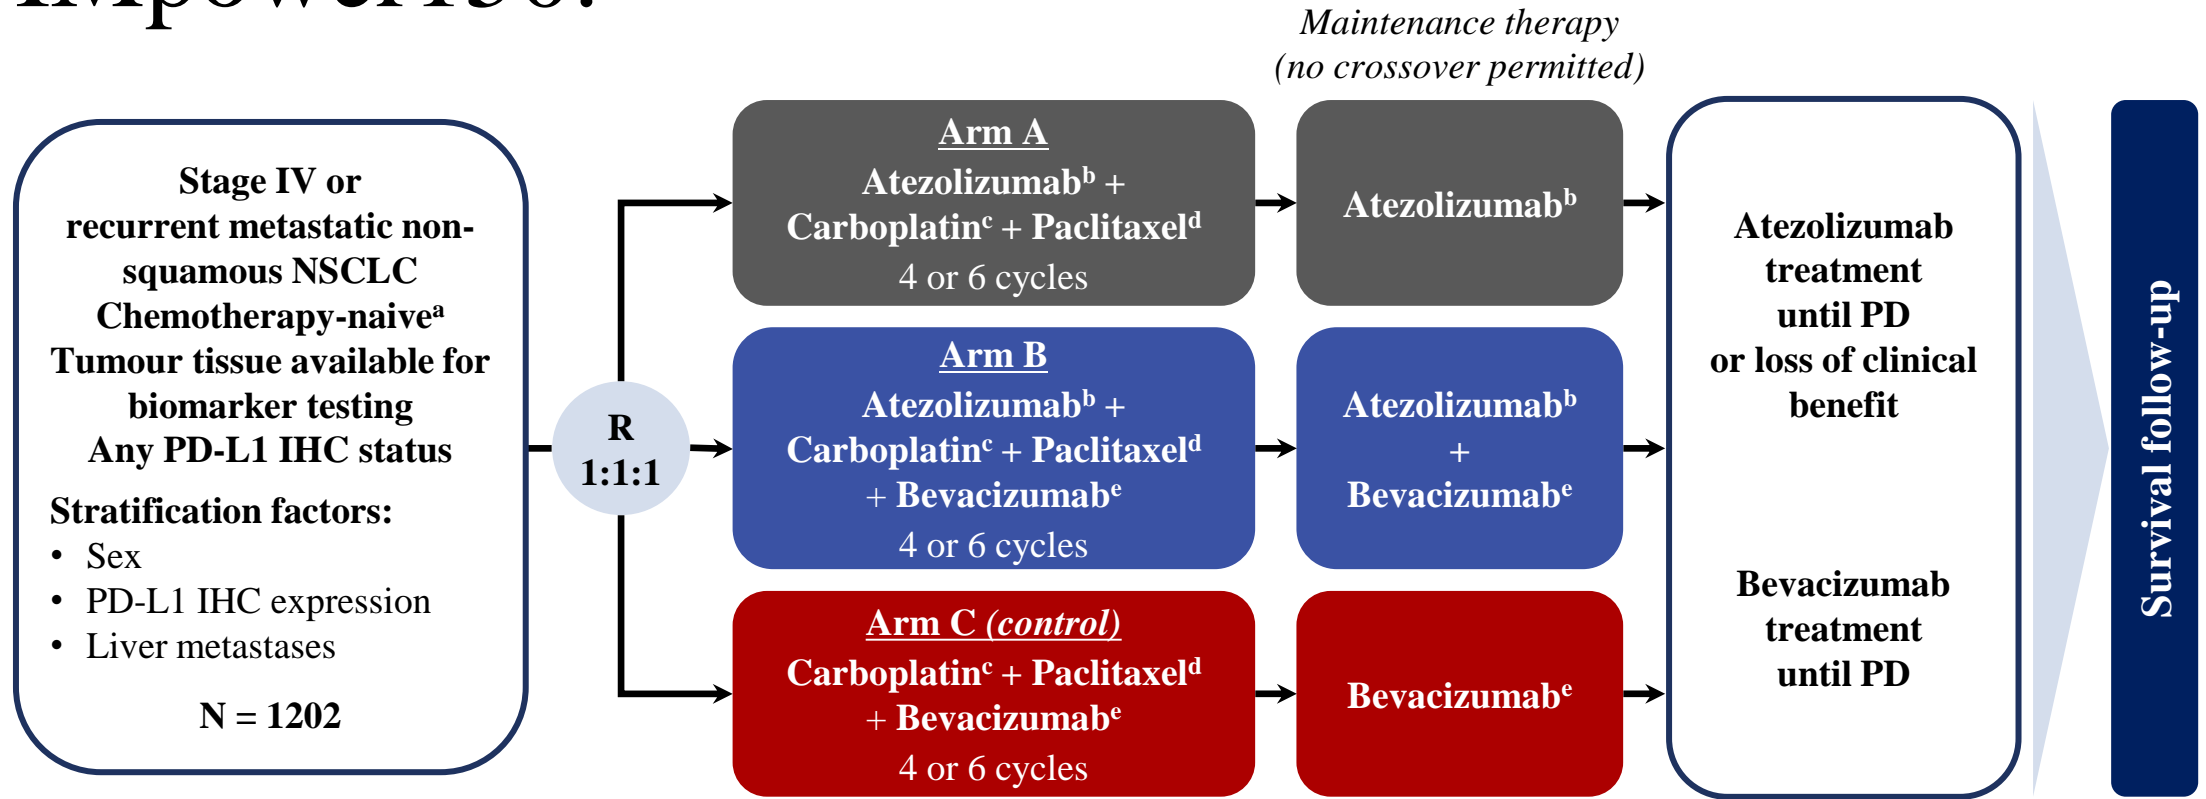 IMpower150:
Maintenance therapy
(no crossover permitted)
Stage IV or
recurrent metastatic non-
squamous NSCLC
Chemotherapy-naiveᵃ
Tumour tissue available for
biomarker testing
Any PD-L1 IHC status
Stratification factors:
• Sex
• PD-L1 IHC expression
• Liver metastases
N = 1202
R
1:1:1
Arm A
Atezolizumabᵇ +
Carboplatinᶜ + Paclitaxelᵈ
4 or 6 cycles
Atezolizumabᵇ
Arm B
Atezolizumabᵇ +
Carboplatinᶜ + Paclitaxelᵈ
+ Bevacizumabᵉ
4 or 6 cycles
Atezolizumabᵇ
+
Bevacizumabᵉ
Arm C (control)
Carboplatinᶜ + Paclitaxelᵈ
+ Bevacizumabᵉ
4 or 6 cycles
Bevacizumabᵉ
Atezolizumab
treatment
until PD
or loss of clinical
benefit
Bevacizumab
treatment
until PD
Survival follow-up